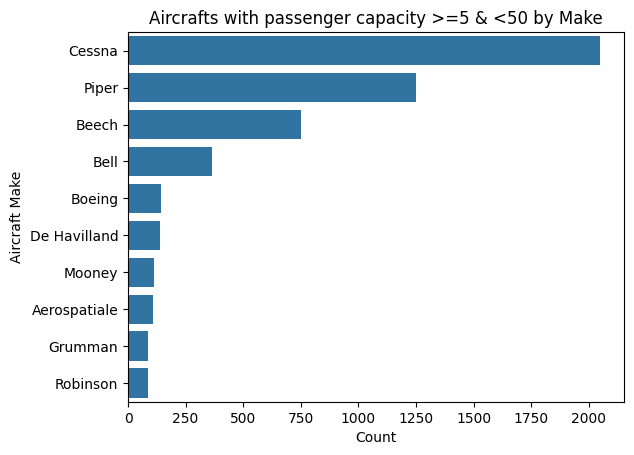 Aircrafts with passenger capacity >=5 & <50 by Make
Aircraft Make
Cessna
Piper
Beech
Bell
Boeing
De Havilland
Mooney
Aerospatiale
Grumman
Robinson
0 250 500 750 1000 1250 1500 1750 2000
Count